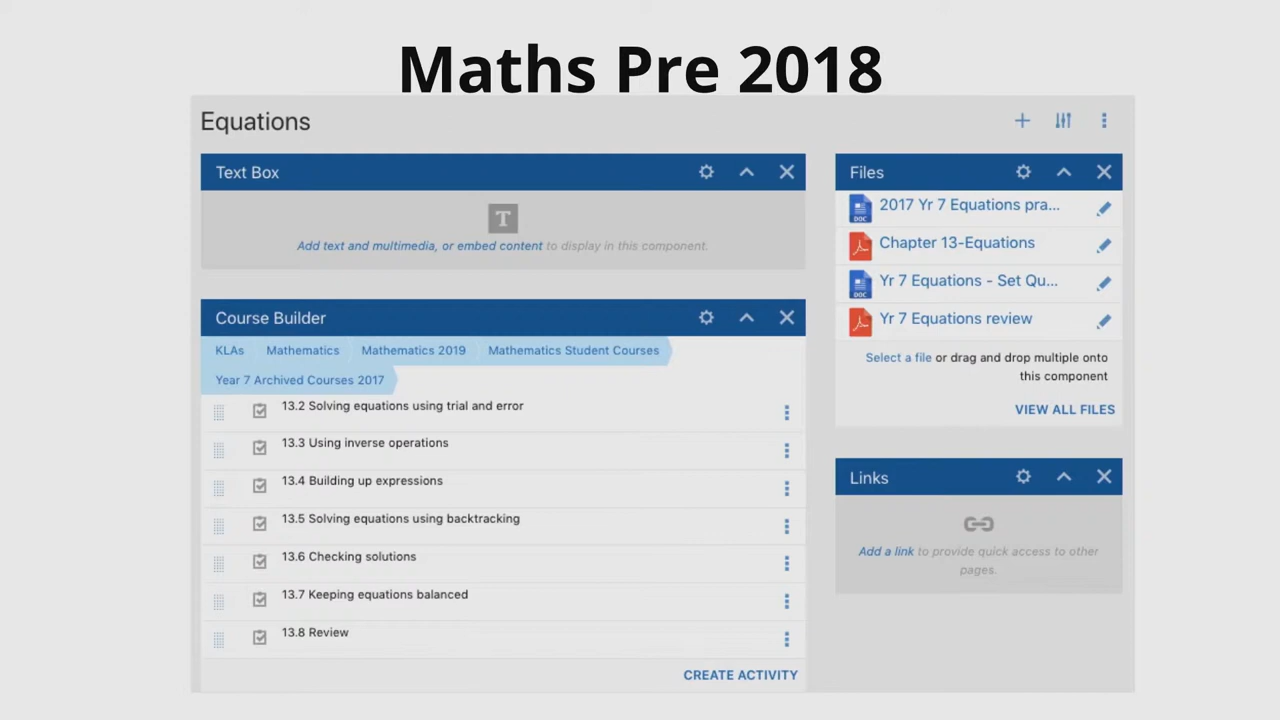 Maths Pre 2018
Equations
Text Box
T
Add text and multimedia, or embed content to display in this component.
Course Builder
KLAs Mathematics Mathematics 2019 Mathematics Student Courses
Year 7 Archived Courses 2017
13.2 Solving equations using trial and error
13.3 Using inverse operations
13.4 Building up expressions
13.5 Solving equations using backtracking
13.6 Checking solutions
13.7 Keeping equations balanced
13.8 Review
CREATE ACTIVITY
Files
DOC
2017 Yr 7 Equations pra...
Chapter 13-Equations
DOC
Yr 7 Equations - Set Qu...
Yr 7 Equations review
Select a file or drag and drop multiple onto
this component
VIEW ALL FILES
Links
Add a link to provide quick access to other
pages.